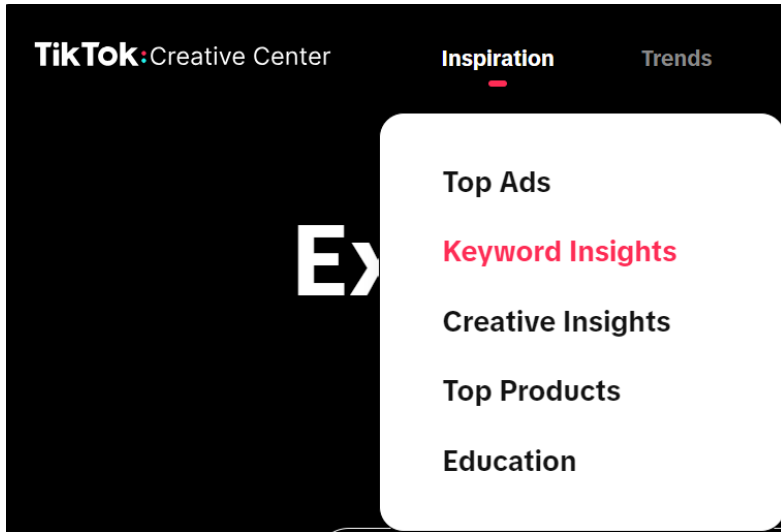 TikTok:Creative Center
Inspiration
Trends
Top Ads
Keyword Insights
Creative Insights
Top Products
Education